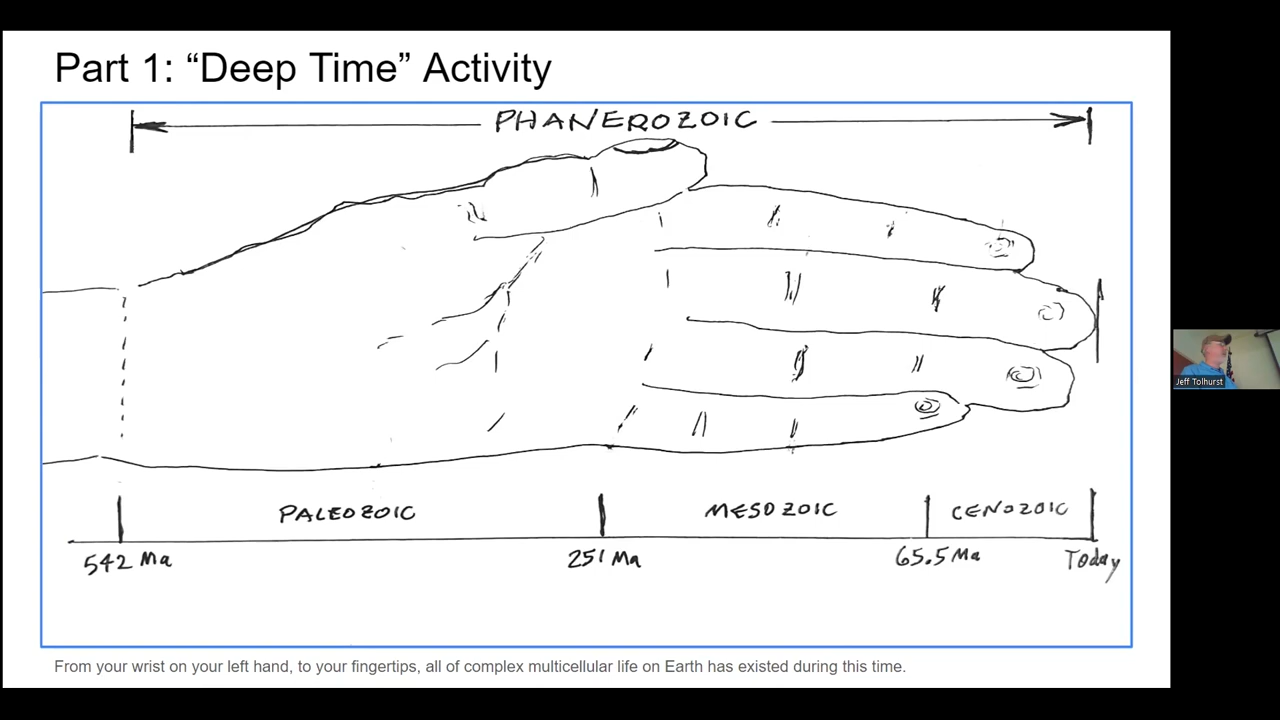 Part 1: “Deep Time” Activity
PHANEROZOIC
PALEOZOIC
MESOZOIC
CENOZOIC
542 Ma
251 Ma
65.5 Ma
Today
From your wrist on your left hand, to your fingertips, all of complex multicellular life on Earth has existed during this time.
Jeff Tolhurst